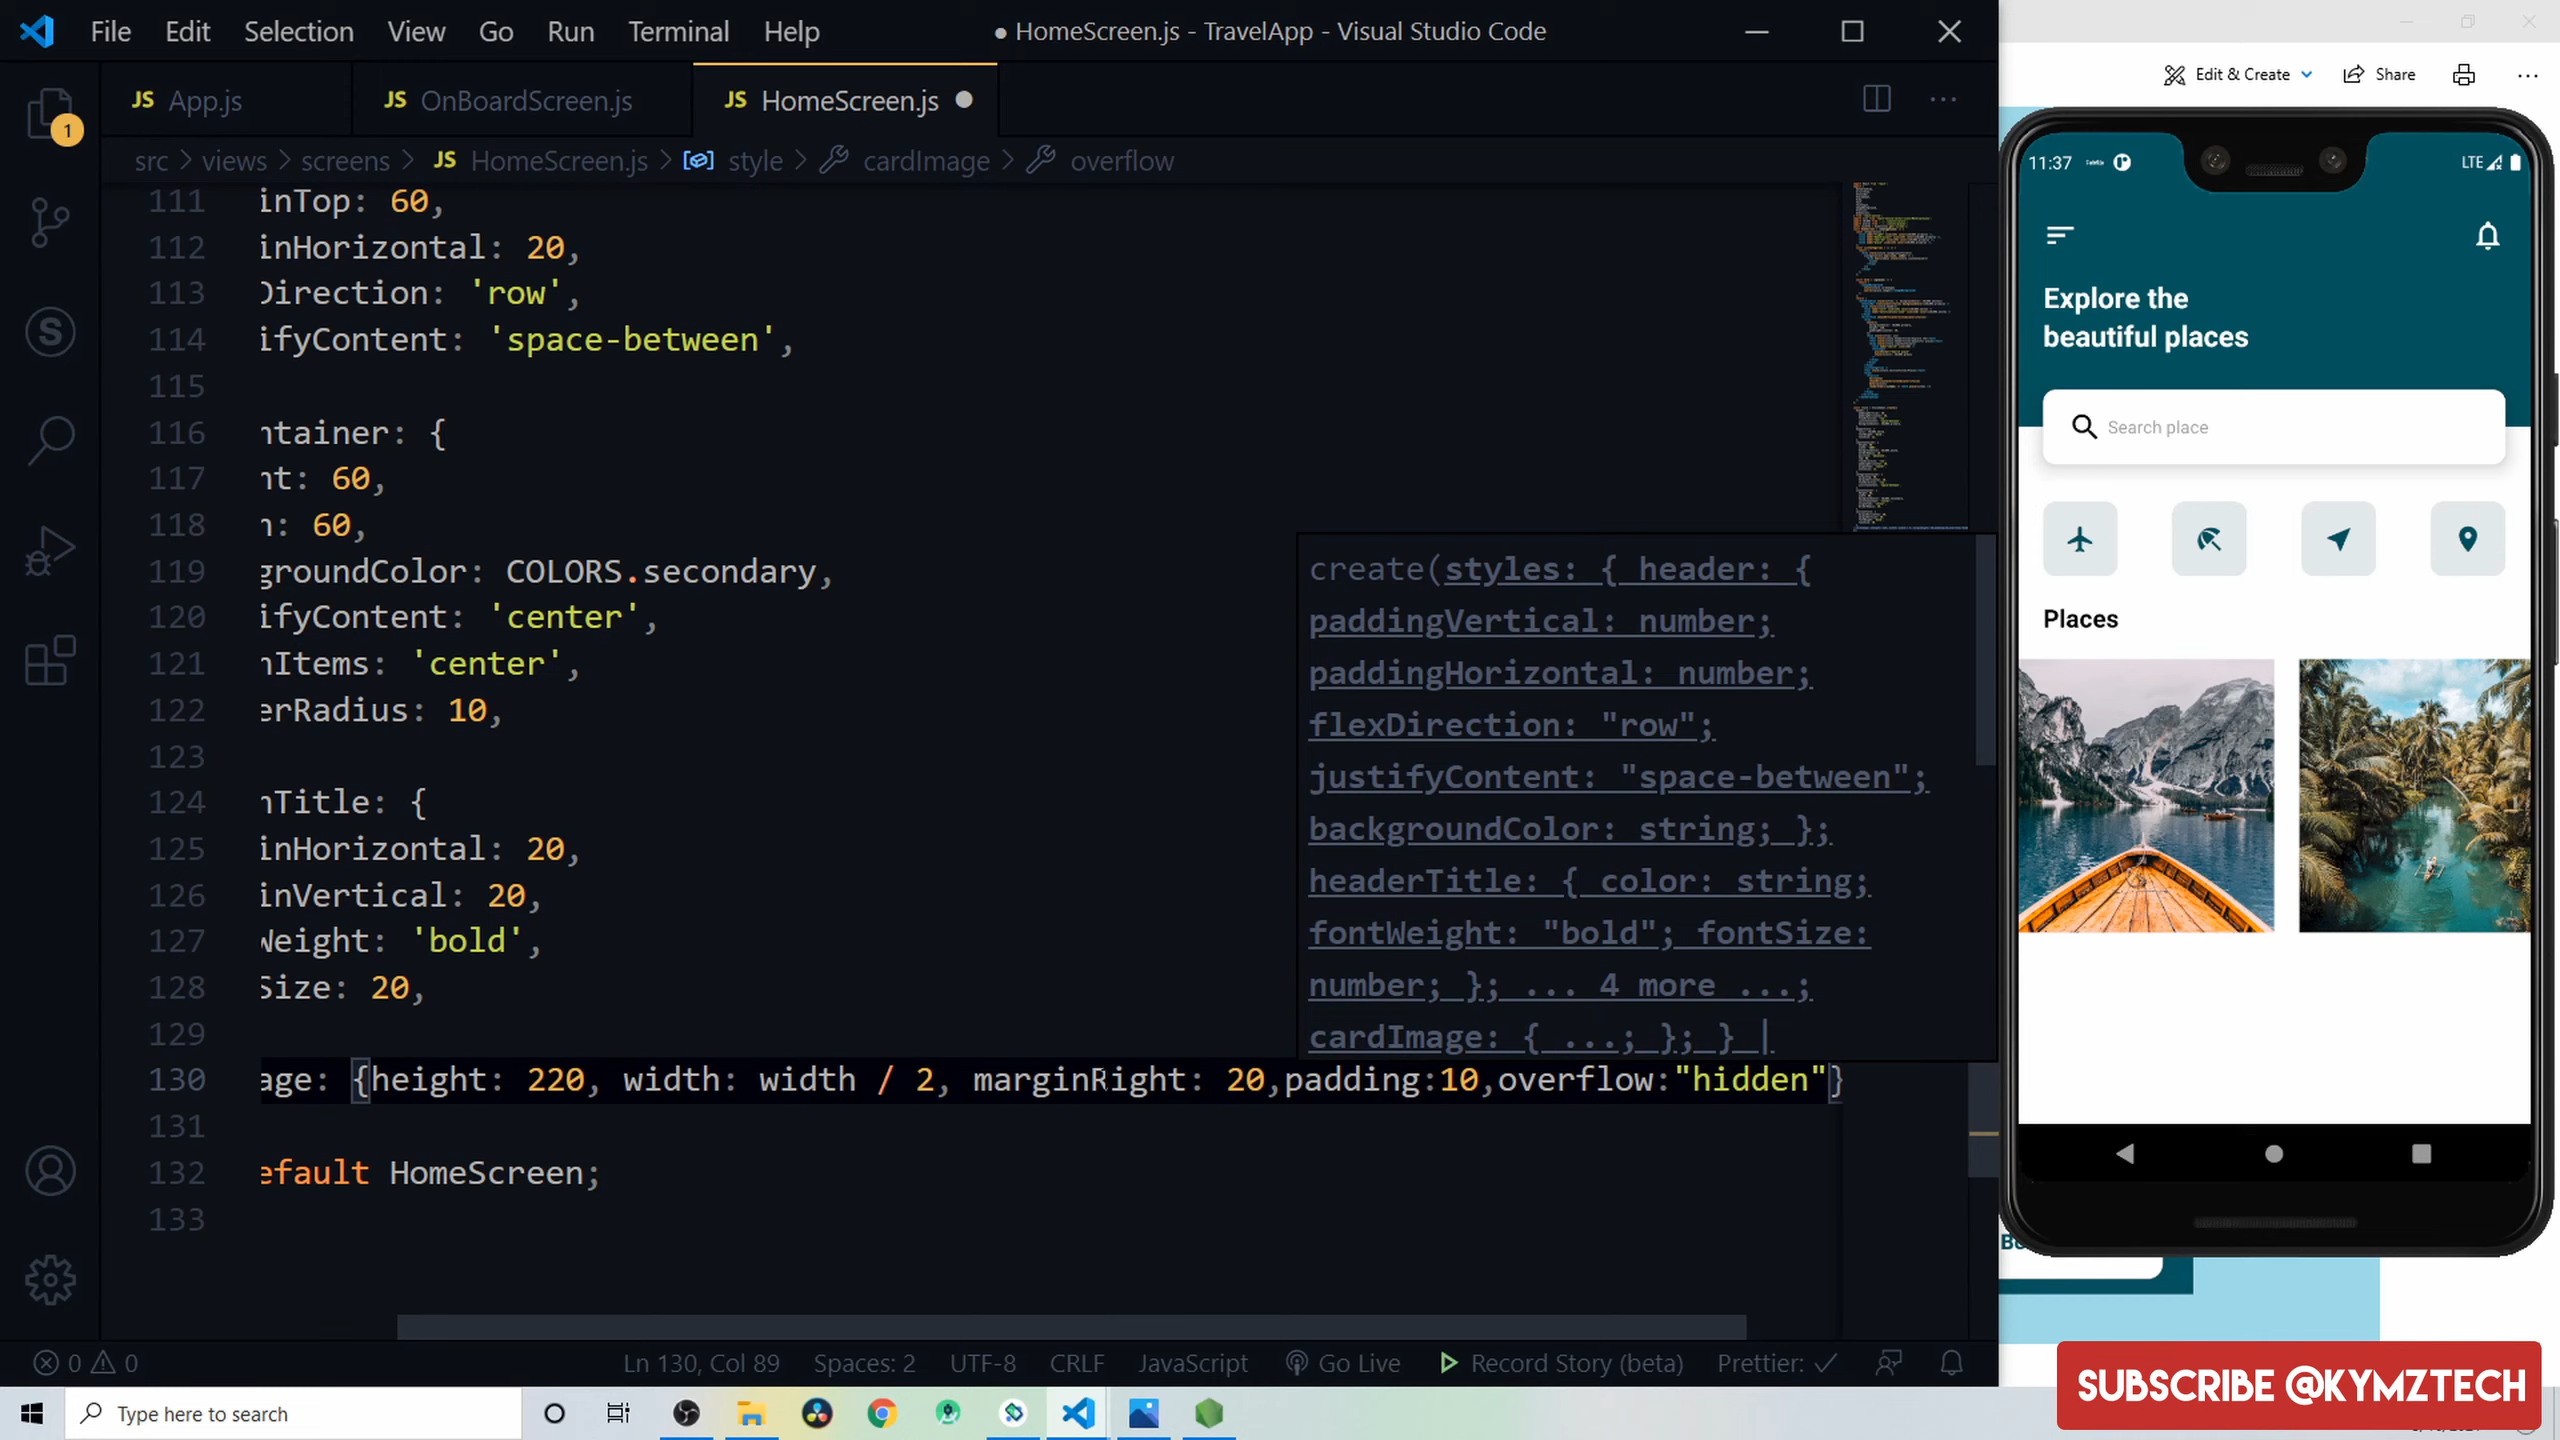 File Edit Selection View Go Run Terminal Help
● HomeScreen.js - TravelApp - Visual Studio Code
JS App.js
JS OnBoardScreen.js
JS HomeScreen.js
src > views > screens > JS HomeScreen.js > style > cardImage > overflow
111 inTop: 60,
112 inHorizontal: 20,
113 Direction: 'row',
114 ifyContent: 'space-between',
115
116 ntainer: {
117 ht: 60,
118 h: 60,
119 groundColor: COLORS.secondary,
120 ifyContent: 'center',
121 nItems: 'center',
122 erRadius: 10,
123
124 nTitle: {
125 inHorizontal: 20,
126 inVertical: 20,
127 Weight: 'bold',
128 Size: 20,
129
130 age: {height: 220, width: width / 2, marginRight: 20,padding:10,overflow:"hidden"}
131
132 efault HomeScreen;
133
create(styles: { header: {
paddingVertical: number;
paddingHorizontal: number;
flexDirection: "row";
justifyContent: "space-between";
backgroundColor: string; };
headerTitle: { color: string;
fontWeight: "bold"; fontSize:
number; }; ... 4 more ...;
cardImage: { ...; }; } |
1
0 0
Ln 130, Col 89 Spaces: 2 UTF-8 CRLF JavaScript Go Live Record Story (beta) Prettier: ✓
Type here to search
Edit & Create Share
11:37 LTE
Explore the
beautiful places
Search place
Places
SUBSCRIBE @KYMZTECH